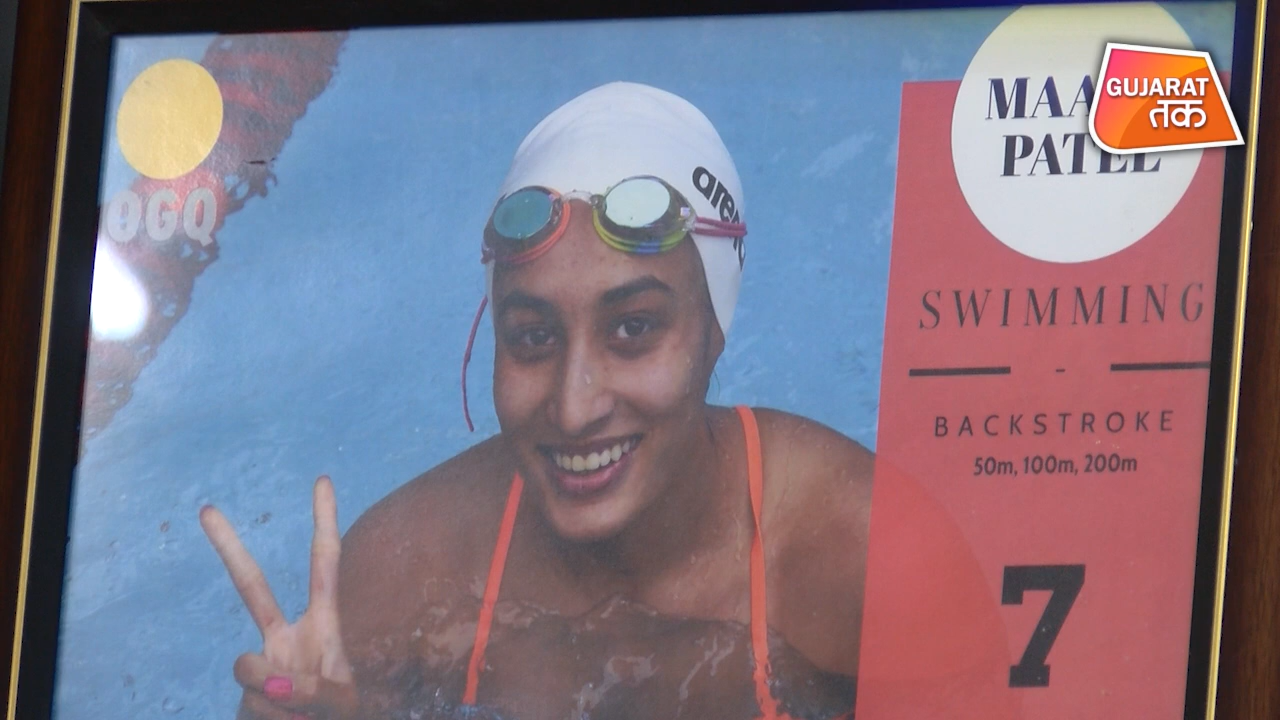 OGQ
arena
MAA
PATEL
GUJARAT
तक
SWIMMING
-
BACKSTROKE
50m, 100m, 200m
7